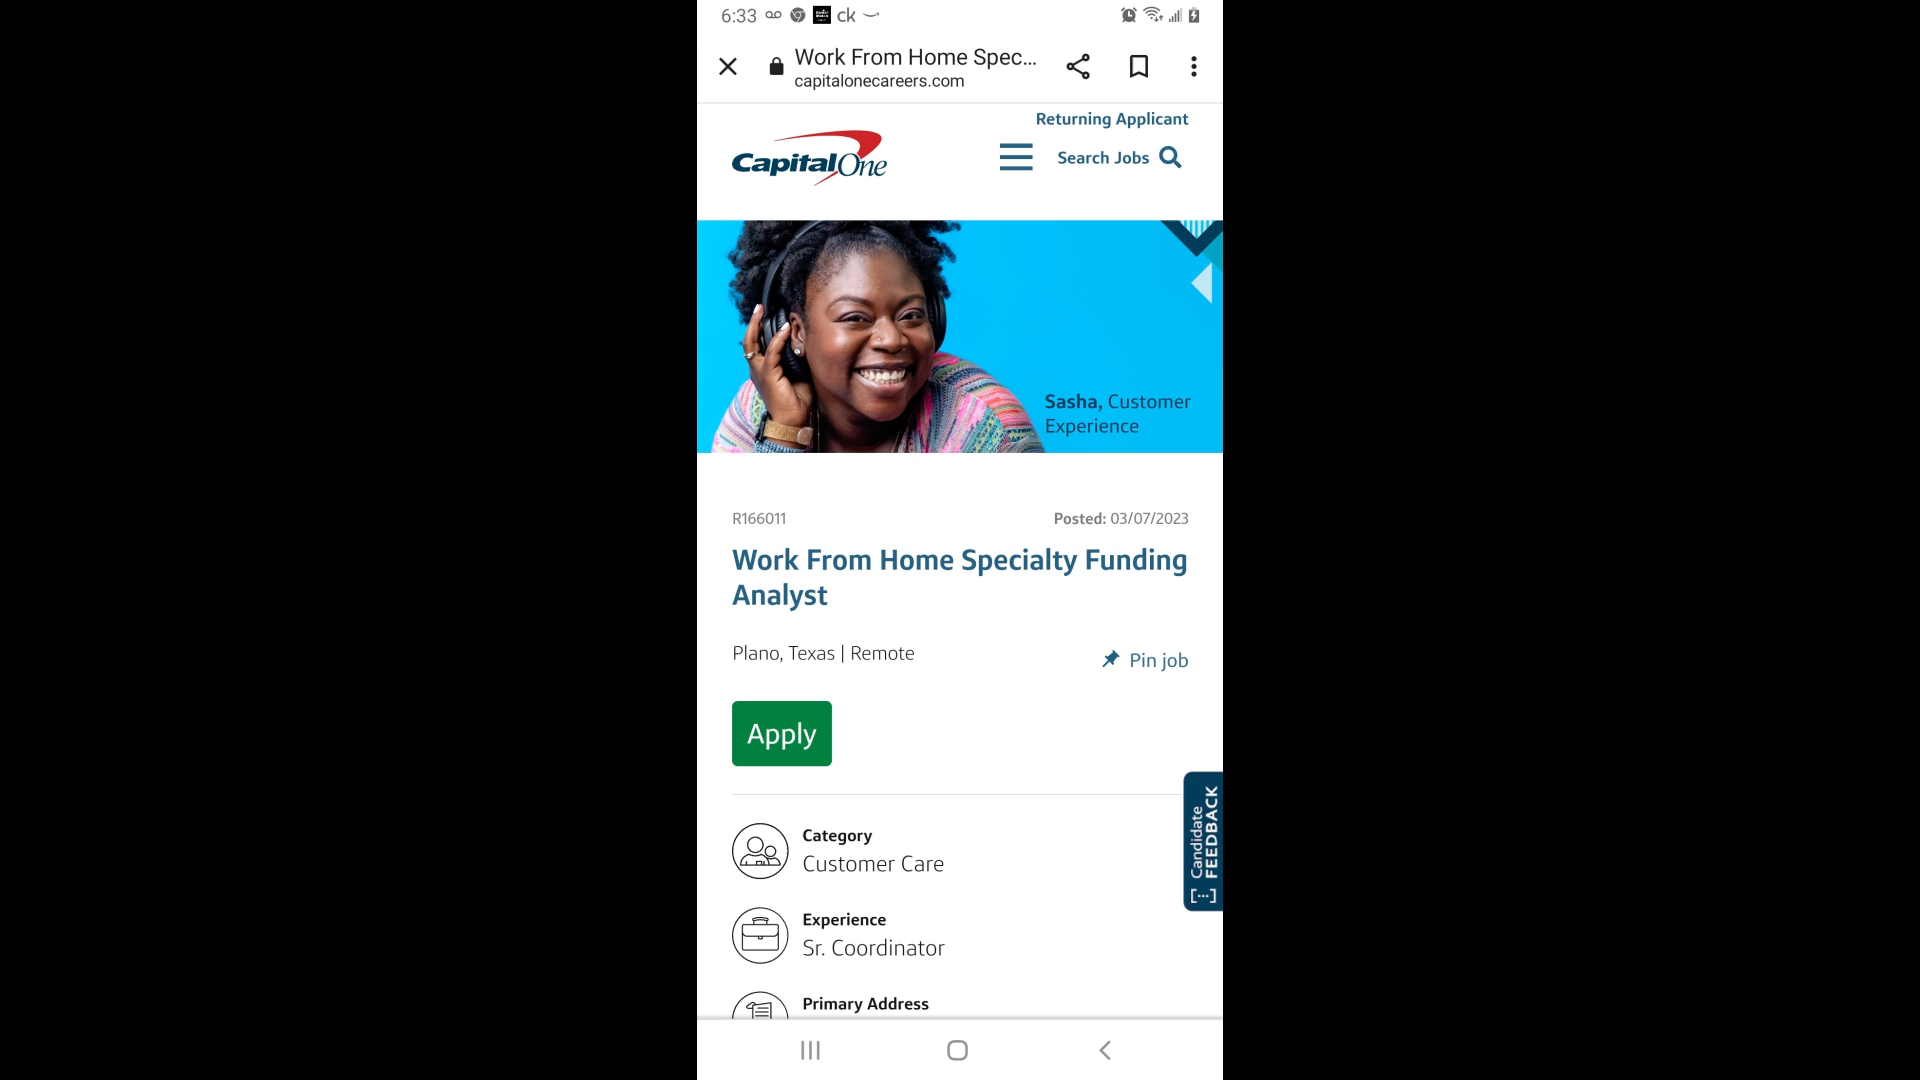 6:33 ck
Work From Home Spec...
capitalonecareers.com
Returning Applicant
CapitalOne
Search Jobs
Sasha, Customer
Experience
R166011 Posted: 03/07/2023
Work From Home Specialty Funding
Analyst
Plano, Texas | Remote
Pin job
Apply
Candidate
FEEDBACK
[...]
Category
Customer Care
Experience
Sr. Coordinator
Primary Address